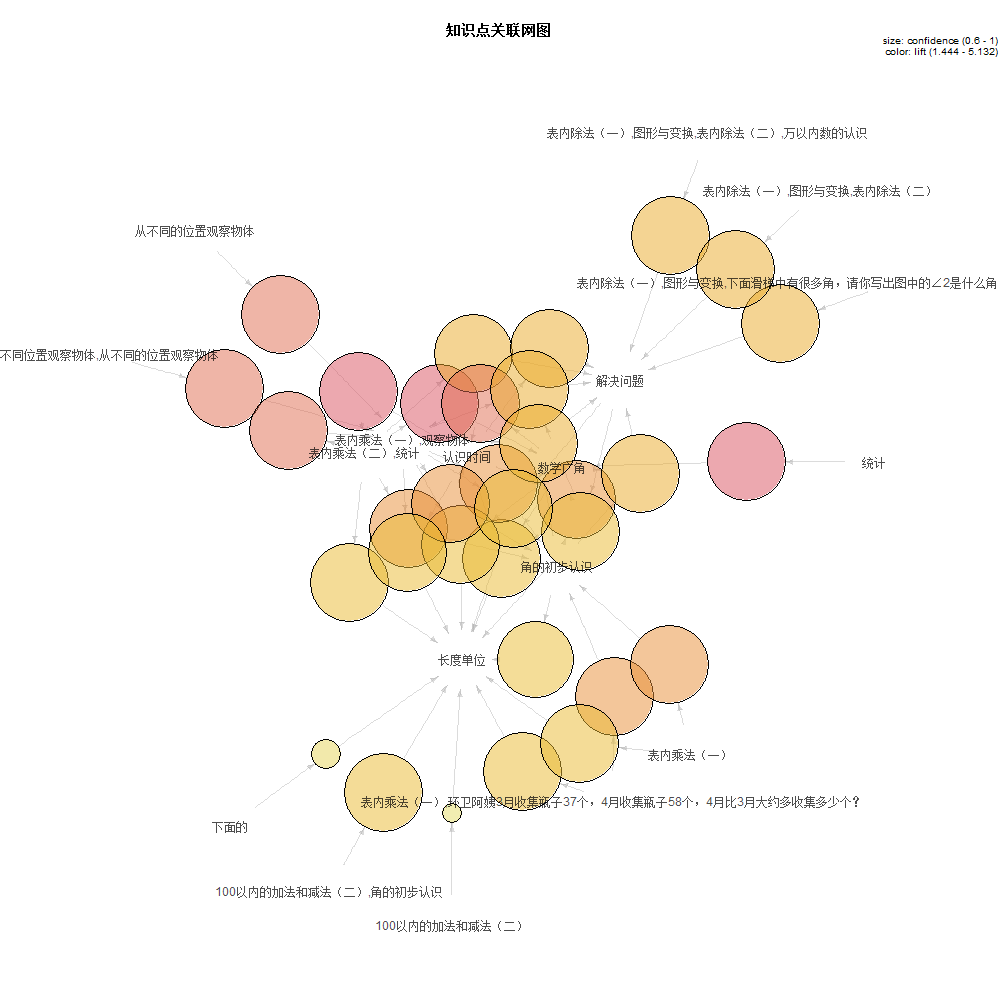 知识点关联网图
size: confidence (0.6 - 1)
color: lift (1.444 - 5.132)
表内除法（一）,图形与变换,表内除法（二）,万以内数的认识
表内除法（一）,图形与变换,表内除法（二）
从不同的位置观察物体
表内除法（一）,图形与变换,下面滑梯中有很多角，请你写出图中的∠2是什么角
不同位置观察物体,从不同的位置观察物体
解决问题
表内乘法（一）,观察物体
表内乘法（二）,统计
认识时间
数学广角
统计
角的初步认识
长度单位
表内乘法（一）
表内乘法（一）,环卫阿姨3月收集瓶子37个，4月收集瓶子58个，4月比3月大约多收集多少个?
下面的
100以内的加法和减法（二）,角的初步认识
100以内的加法和减法（二）